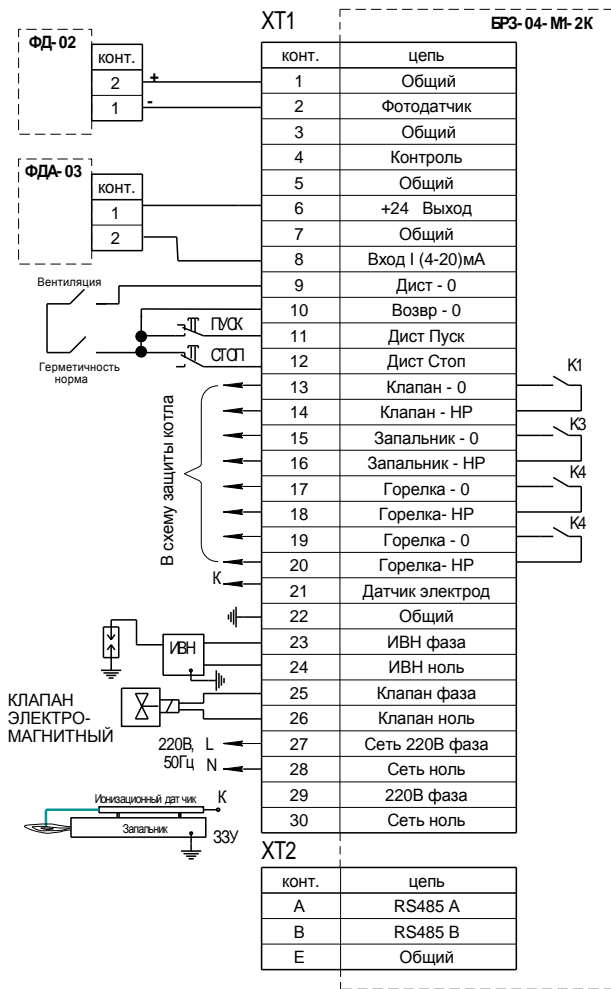 ХТ1
БРЗ-04-М1-2К
ФД-02
конт.
2 +
1 -
ФДА-03
конт.
1
2
Вентиляция
Герметичность
норма
ПУСК
СТОП
В схему защиты котла
К
ИВН
КЛАПАН
ЭЛЕКТРО-
МАГНИТНЫЙ
220В, L
50Гц N
Ионизационный датчик К
Запальник ЗЗУ
конт. цепь
1 Общий
2 Фотодатчик
3 Общий
4 Контроль
5 Общий
6 +24 Выход
7 Общий
8 Вход I (4-20)мА
9 Дист - 0
10 Возвр - 0
11 Дист Пуск
12 Дист Стоп
13 Клапан - 0
14 Клапан - НР
15 Запальник - 0
16 Запальник - НР
17 Горелка - 0
18 Горелка- НР
19 Горелка - 0
20 Горелка- НР
21 Датчик электрод
22 Общий
23 ИВН фаза
24 ИВН ноль
25 Клапан фаза
26 Клапан ноль
27 Сеть 220В фаза
28 Сеть ноль
29 220В фаза
30 Сеть ноль
К1
К3
К4
К4
ХТ2
конт. цепь
A RS485 A
B RS485 B
E Общий